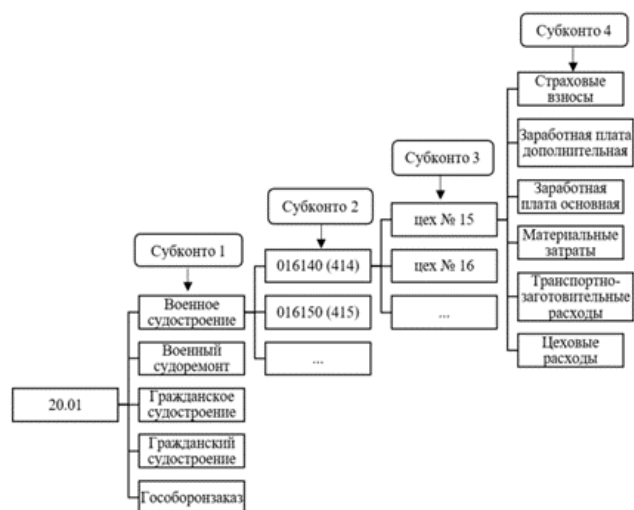 Субконто 4
Страховые
взносы
Заработная плата
дополнительная
Субконто 3
Заработная
плата основная
Субконто 2
цех № 15
Материальные
затраты
Субконто 1
016140 (414)
цех № 16
Транспортно-
заготовительные
расходы
Военное
судостроение
016150 (415)
...
Цеховые
расходы
Военный
судоремонт
...
20.01
Гражданское
судостроение
Гражданский
судостроение
Гособоронзаказ